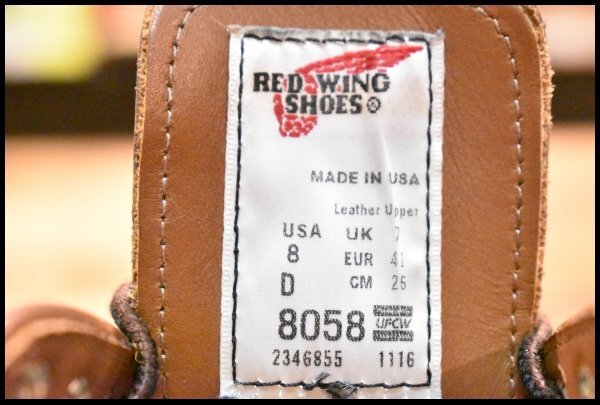 RED WING
SHOES®
MADE IN USA
Leather Upper
USA UK 7
8 EUR 41
D CM 26
8058 UFCW
2346855 1116